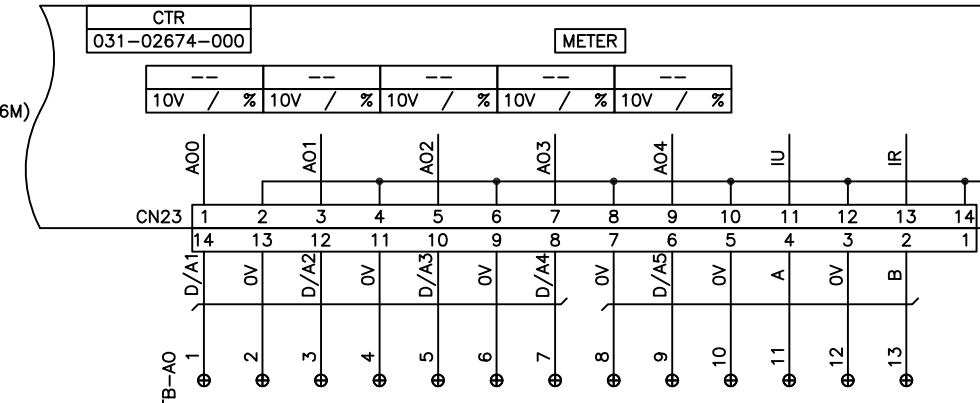 CTR
031-02674-000
METER
-- -- -- -- --
10V / % 10V / % 10V / % 10V / % 10V / %
6M)
AO0 AO1 AO2 AO3 AO4 IU IR
CN23 1 2 3 4 5 6 7 8 9 10 11 12 13 14
14 13 12 11 10 9 8 7 6 5 4 3 2 1
D/A1 0V D/A2 0V D/A3 0V D/A4 0V D/A5 0V A 0V B
1 2 3 4 5 6 7 8 9 10 11 12 13
TB-AO